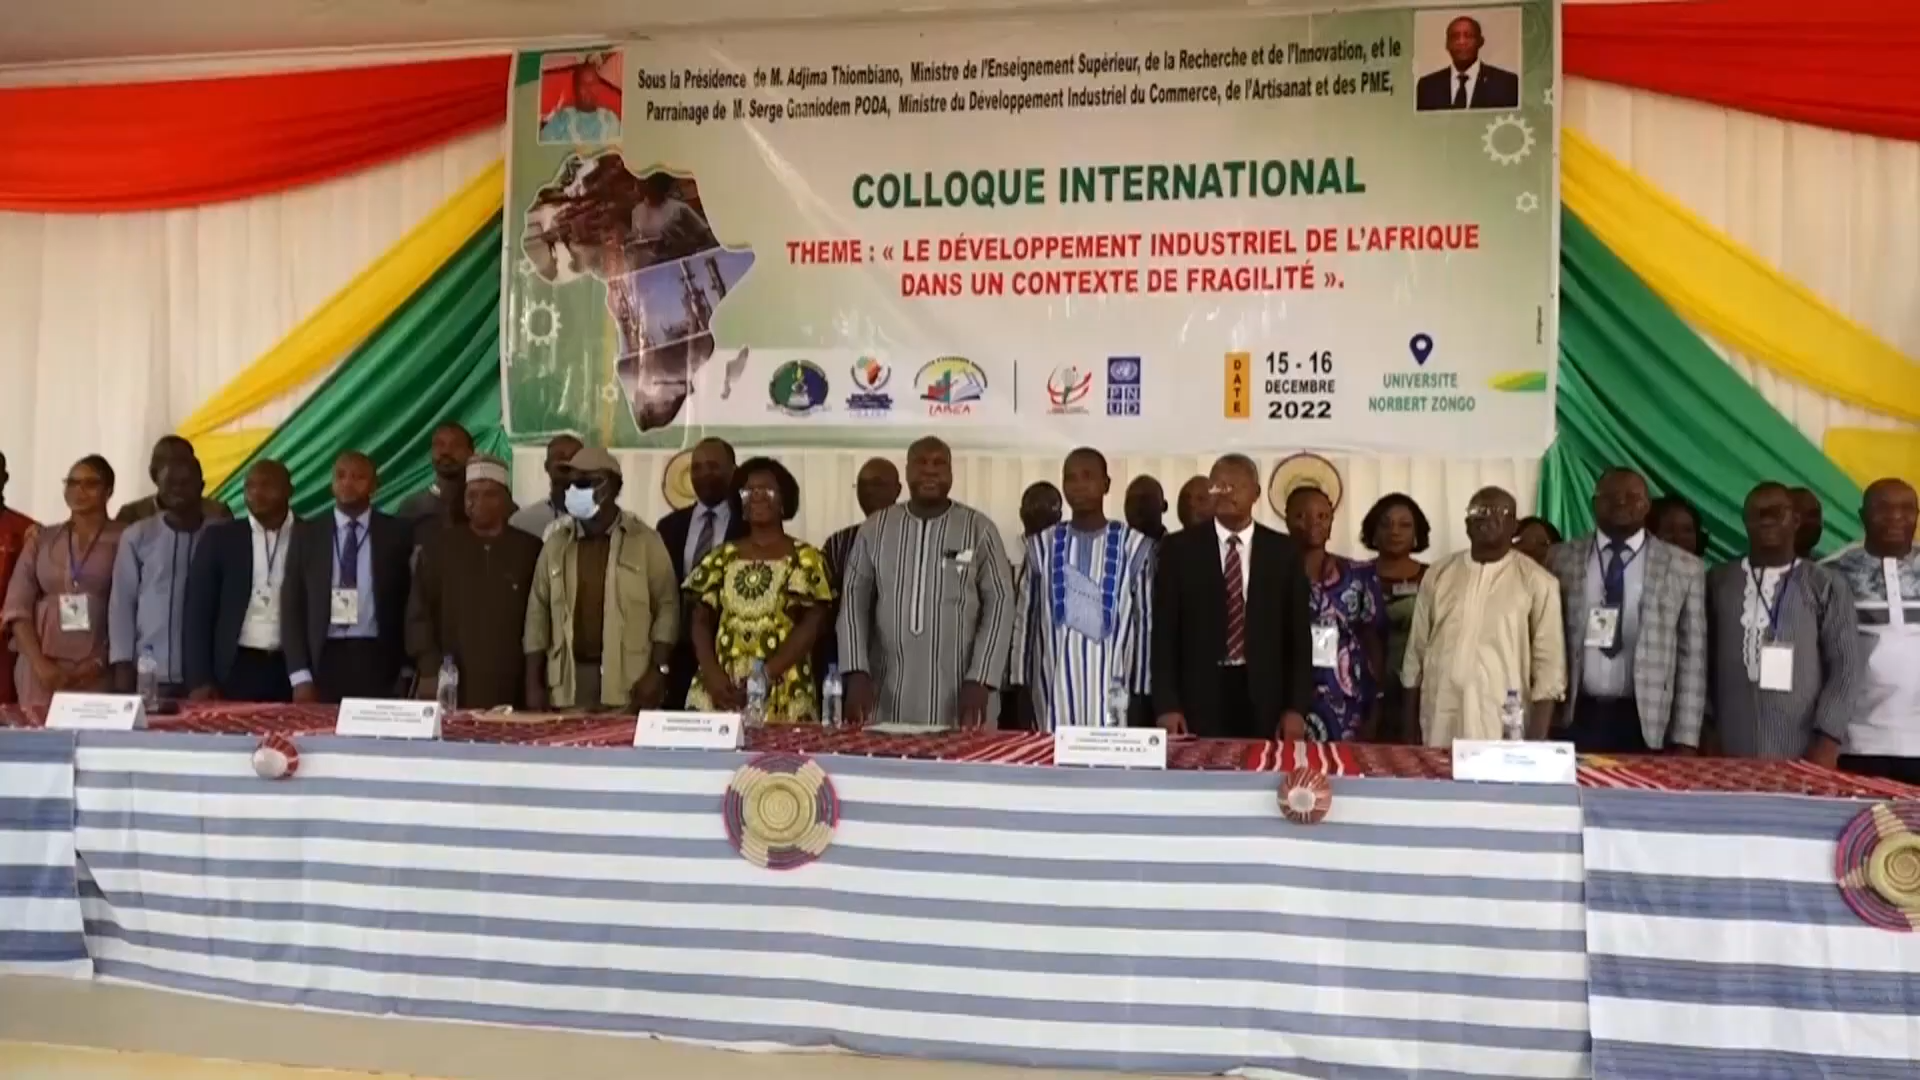 Sous la Présidence de M. Adjima Thiombiano, Ministre de l'Enseignement Supérieur, de la Recherche et de l'Innovation, et le
Parrainage de M. Serge Gnaniodem PODA, Ministre du Développement Industriel du Commerce, de l'Artisanat et des PME,
COLLOQUE INTERNATIONAL
THEME : « LE DÉVELOPPEMENT INDUSTRIEL DE L'AFRIQUE
DANS UN CONTEXTE DE FRAGILITÉ ».
PN
UD
DATE
15 - 16
DECEMBRE
2022
UNIVERSITE
NORBERT ZONGO